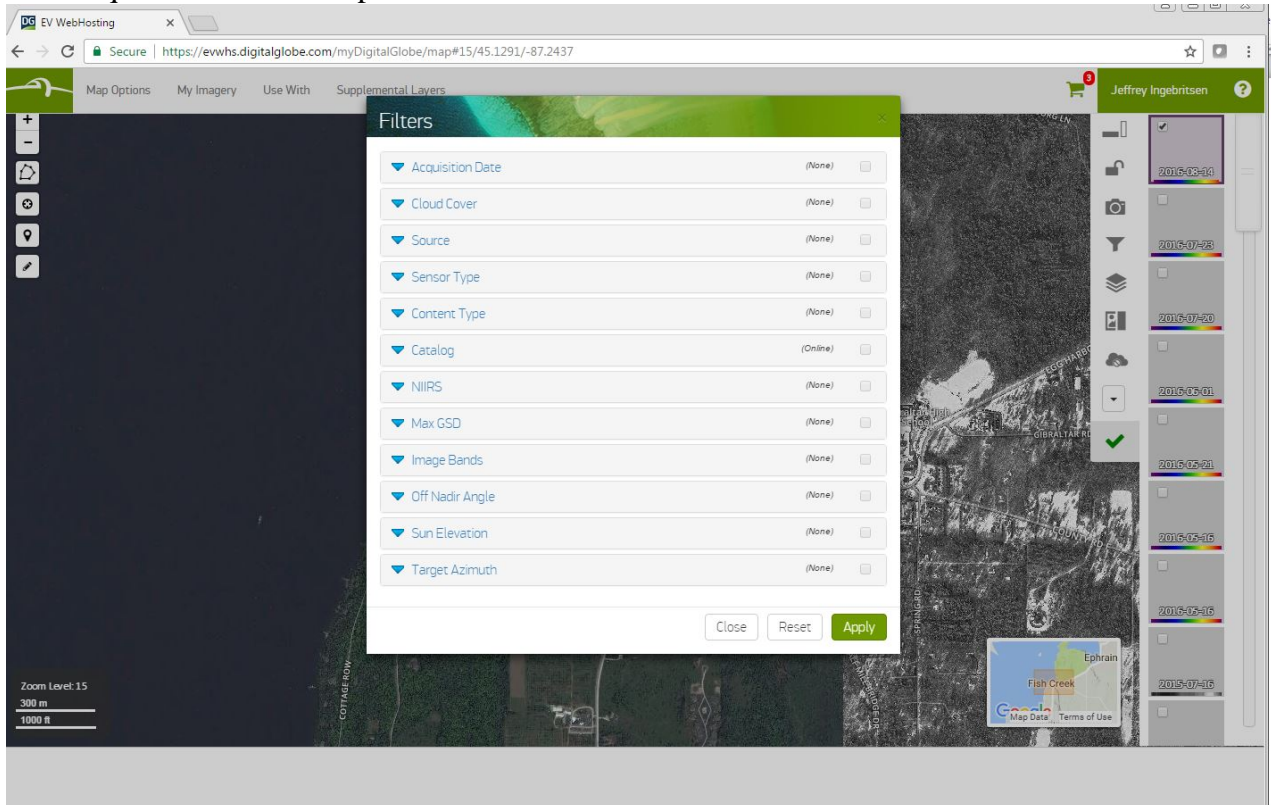 DG EV WebHosting
Secure | https://evwhs.digitalglobe.com/myDigitalGlobe/map#15/45.1291/-87.2437
Map Options My Imagery Use With Supplemental Layers 3 Jeffrey Ingebritsen ?
Filters
Acquisition Date (None)
Cloud Cover (None)
Source (None)
Sensor Type (None)
Content Type (None)
Catalog (Online)
NIIRS (None)
Max GSD (None)
Image Bands (None)
Off Nadir Angle (None)
Sun Elevation (None)
Target Azimuth (None)
Close Reset Apply
2016-08-14
2016-07-23
2016-07-20
2016-06-01
2016-05-21
2016-05-16
2016-05-16
2015-07-16
GIBRALTAR RD
SPRING RD
COTTAGE ROW
Ephraim
Fish Creek
Google
Map Data Terms of Use
Zoom Level: 15
300 m
1000 ft